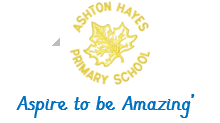 ASHTON HAYES
PRIMARY SCHOOL
Aspire to be Amazing'